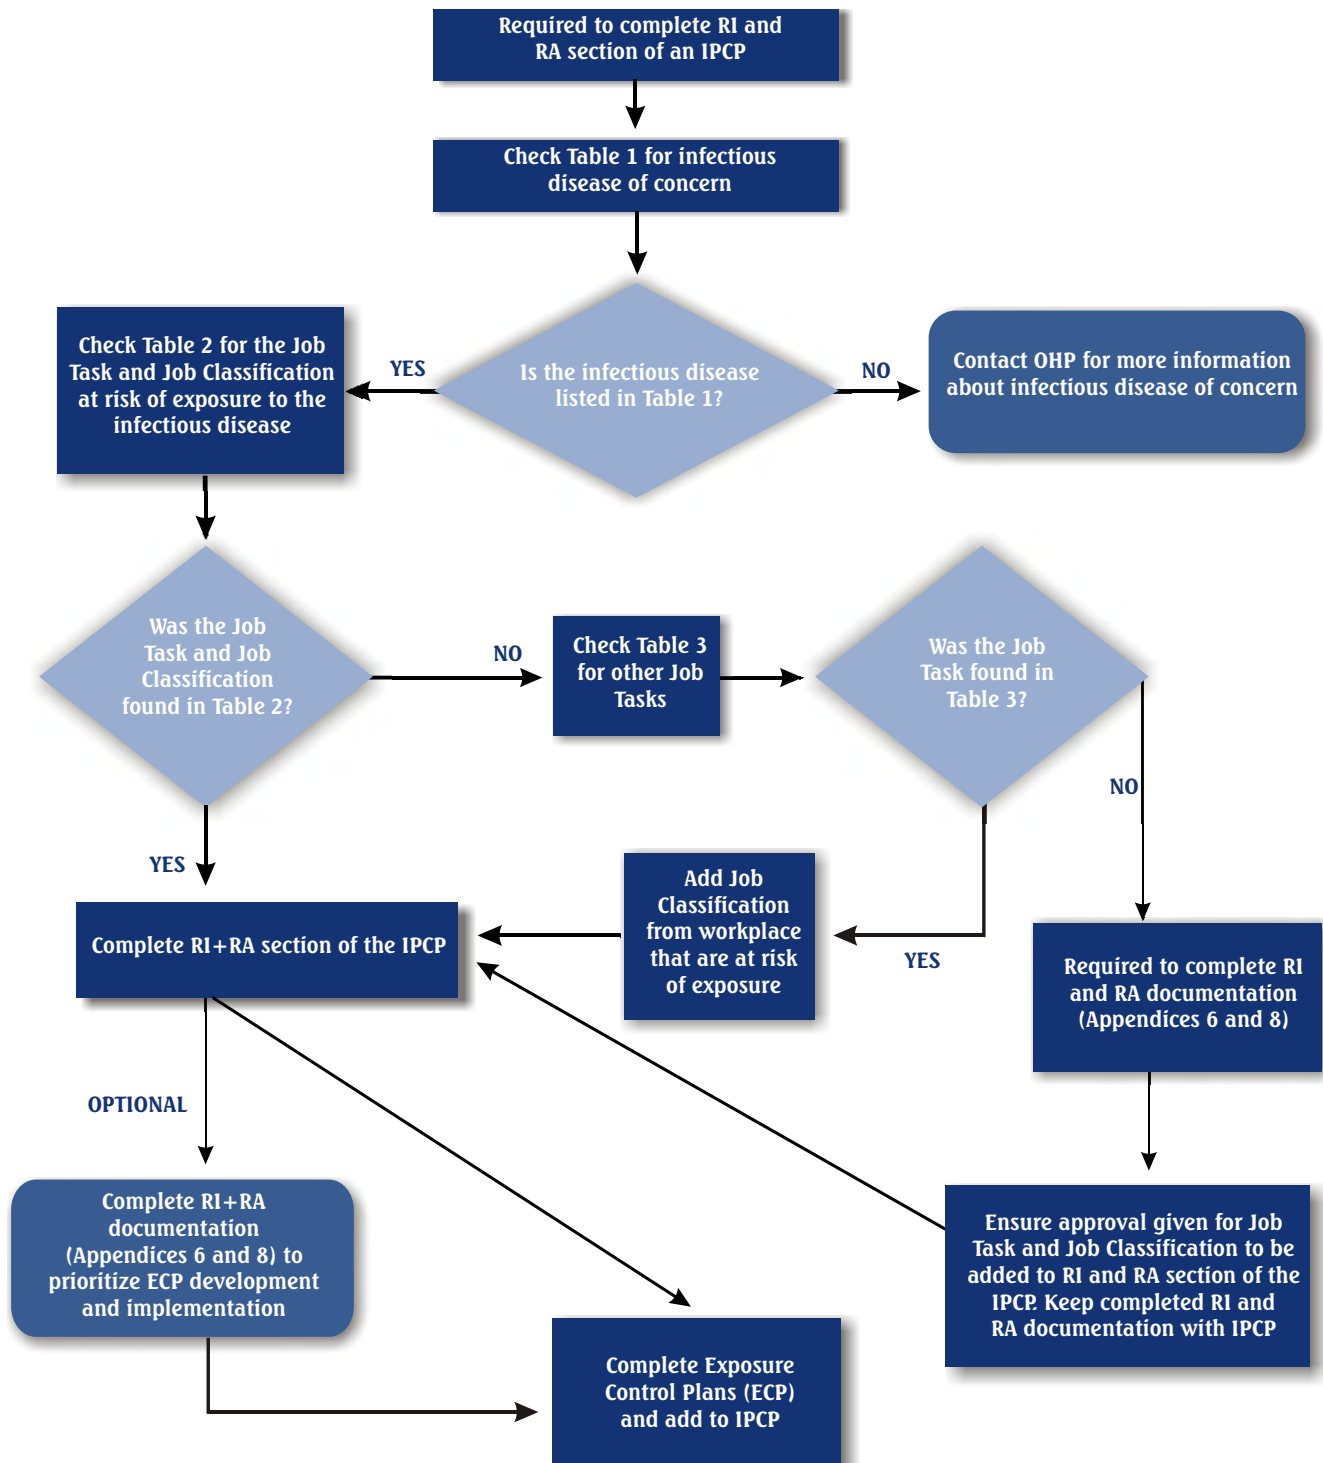 Required to complete RI and
RA section of an IPCP
Check Table 1 for infectious
disease of concern
Check Table 2 for the Job
Task and Job Classification
at risk of exposure to the
infectious disease
YES
Is the infectious disease
listed in Table 1?
NO
Contact OHP for more information
about infectious disease of concern
Was the Job
Task and Job
Classification
found in Table 2?
NO
Check Table 3
for other Job
Tasks
Was the Job
Task found in
Table 3?
NO
YES
Add Job
Classification
from workplace
that are at risk
of exposure
YES
Complete RI+RA section of the IPCP
Required to complete RI
and RA documentation
(Appendices 6 and 8)
OPTIONAL
Complete RI+RA
documentation
(Appendices 6 and 8) to
prioritize ECP development
and implementation
Ensure approval given for Job
Task and Job Classification to be
added to RI and RA section of the
IPCP. Keep completed RI and
RA documentation with IPCP
Complete Exposure
Control Plans (ECP)
and add to IPCP